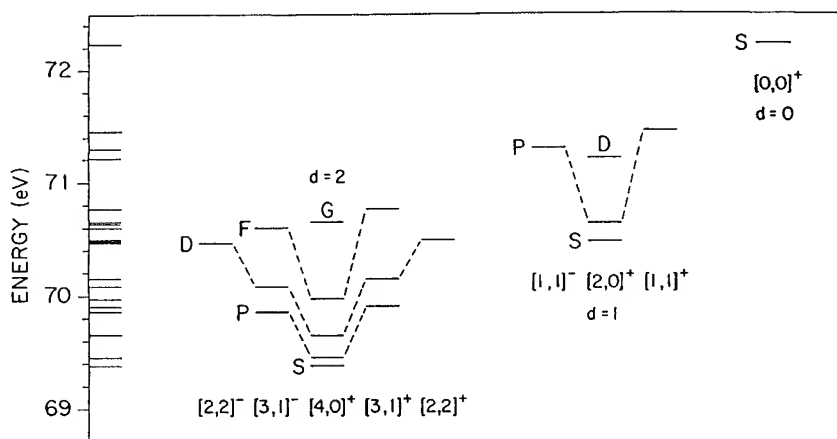 ENERGY (eV)
72
71
70
69
S
[0,0]⁺
d = 0
P
D
S
[1,1]⁻ [2,0]⁺ [1,1]⁺
d = 1
d = 2
G
F
D
P
S
[2,2]⁻ [3,1]⁻ [4,0]⁺ [3,1]⁺ [2,2]⁺